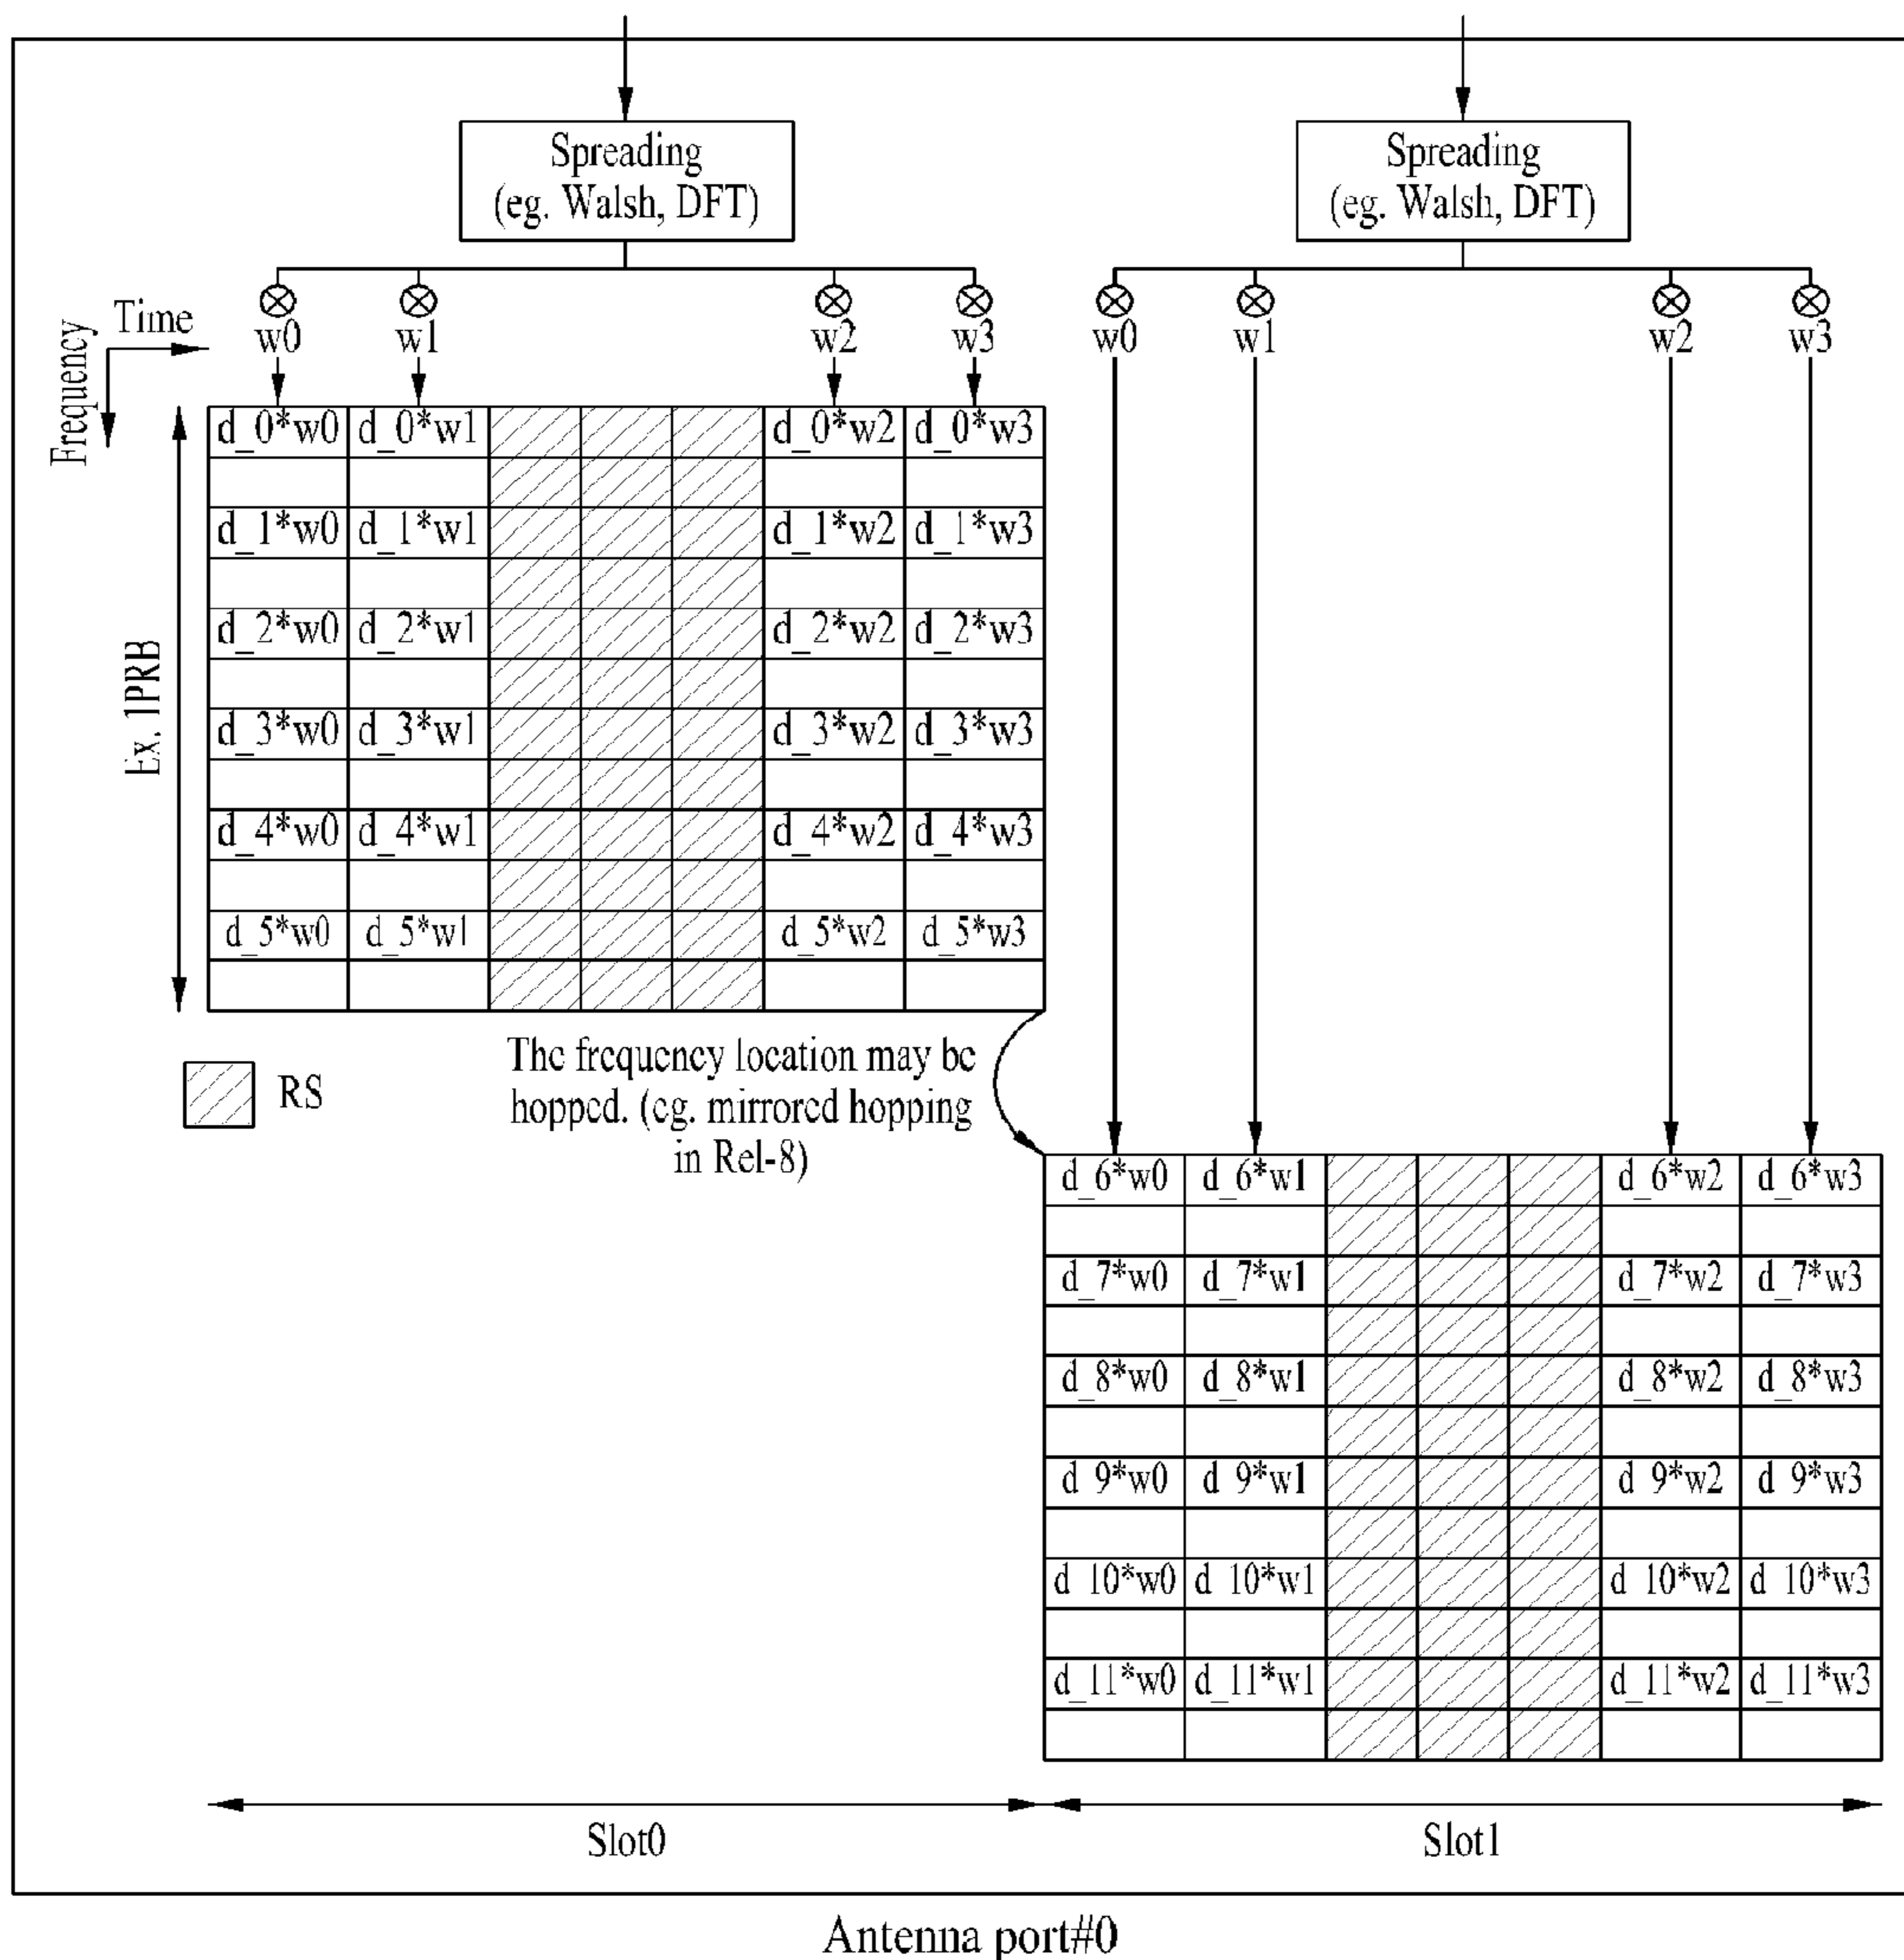 Spreading
(eg. Walsh, DFT)
Spreading
(eg. Walsh, DFT)
Time
Frequency
w0 w1 w2 w3 w0 w1 w2 w3
Ex. 1PRB
d_0*w0 d_0*w1 d_0*w2 d_0*w3
d_1*w0 d_1*w1 d_1*w2 d_1*w3
d_2*w0 d_2*w1 d_2*w2 d_2*w3
d_3*w0 d_3*w1 d_3*w2 d_3*w3
d_4*w0 d_4*w1 d_4*w2 d_4*w3
d_5*w0 d_5*w1 d_5*w2 d_5*w3
RS
The frequency location may be
hopped. (eg. mirrored hopping
in Rel-8)
d_6*w0 d_6*w1 d_6*w2 d_6*w3
d_7*w0 d_7*w1 d_7*w2 d_7*w3
d_8*w0 d_8*w1 d_8*w2 d_8*w3
d_9*w0 d_9*w1 d_9*w2 d_9*w3
d_10*w0 d_10*w1 d_10*w2 d_10*w3
d_11*w0 d_11*w1 d_11*w2 d_11*w3
Slot0 Slot1
Antenna port#0